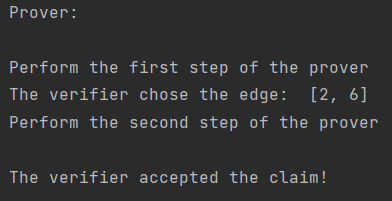 Prover:
Perform the first step of the prover
The verifier chose the edge:  [2, 6]
Perform the second step of the prover
The verifier accepted the claim!